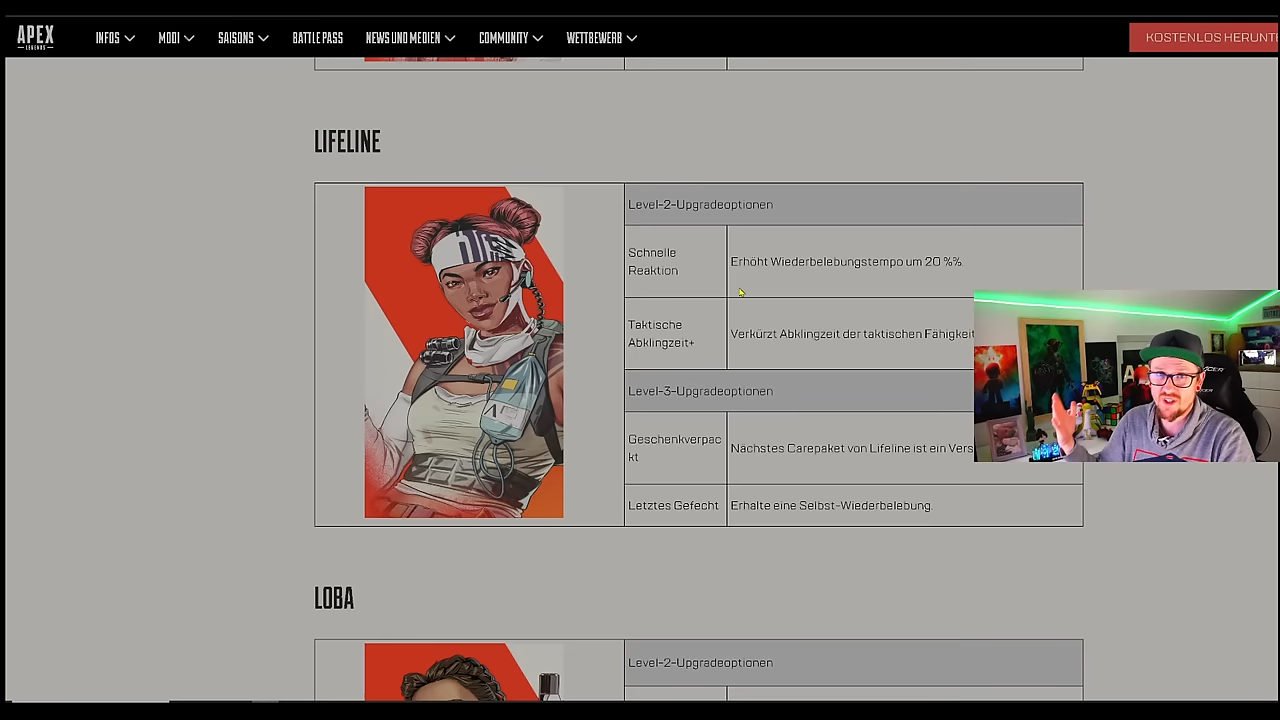 APEX
LEGENDS
INFOS
MODI
SAISONS
BATTLE PASS
NEWS UND MEDIEN
COMMUNITY
WETTBEWERB
KOSTENLOS HERUNT
LIFELINE
Level-2-Upgradeoptionen
Schnelle
Reaktion
Erhöht Wiederbelebungstempo um 20 %%.
Taktische
Abklingzeit+
Verkürzt Abklingzeit der taktischen Fähigkeit
Level-3-Upgradeoptionen
Geschenkverpac
kt
Nächstes Carepaket von Lifeline ist ein Vers
Letztes Gefecht
Erhalte eine Selbst-Wiederbelebung.
LOBA
Level-2-Upgradeoptionen